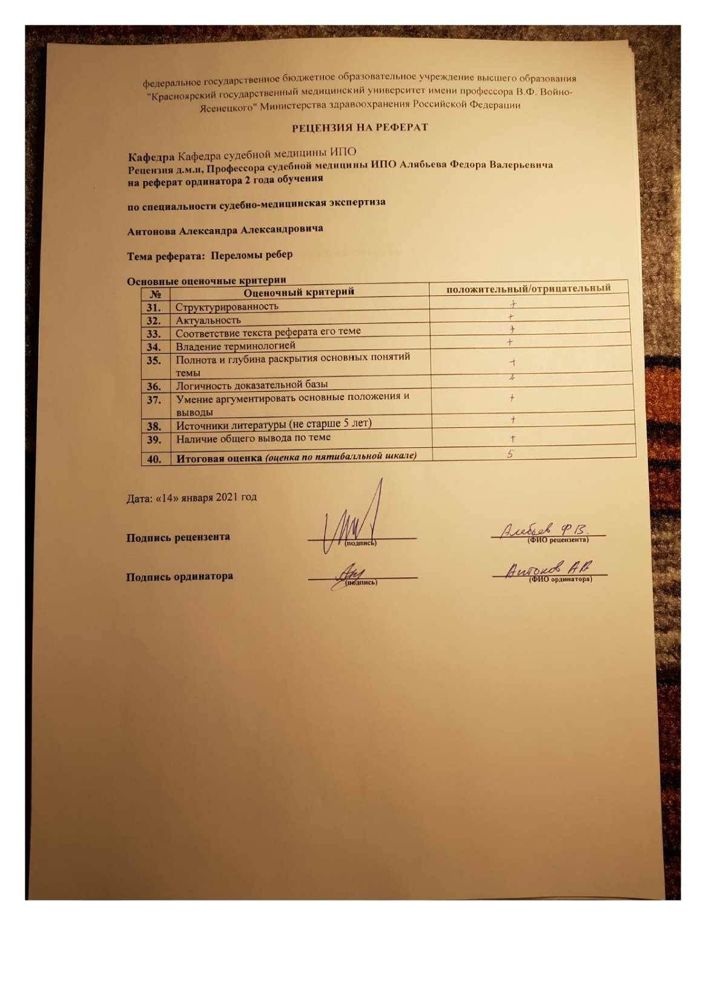 федеральное государственное бюджетное образовательное учреждение высшего образования
"Красноярский государственный медицинский университет имени профессора В.Ф. Войно-
Ясенецкого" Министерства здравоохранения Российской Федерации
РЕЦЕНЗИЯ НА РЕФЕРАТ
Кафедра Кафедра судебной медицины ИПО
Рецензия д.м.н, Профессора судебной медицины ИПО Алябьева Федора Валерьевича
на реферат ординатора 2 года обучения
по специальности судебно-медицинская экспертиза
Антонова Александра Александровича
Тема реферата: Переломы ребер
Основные оценочные критерии
№ Оценочный критерий положительный/отрицательный
31. Структурированность +
32. Актуальность +
33. Соответствие текста реферата его теме +
34. Владение терминологией +
35. Полнота и глубина раскрытия основных понятий +
темы
36. Логичность доказательной базы +
37. Умение аргументировать основные положения и +
выводы
38. Источники литературы (не старше 5 лет) +
39. Наличие общего вывода по теме +
40. Итоговая оценка (оценка по пятибалльной шкале) 5
Дата: «14» января 2021 год
Подпись рецензента Алебьев Ф В.
(подпись) (ФИО рецензента)
Подпись ординатора Антонов АА
(подпись) (ФИО ординатора)